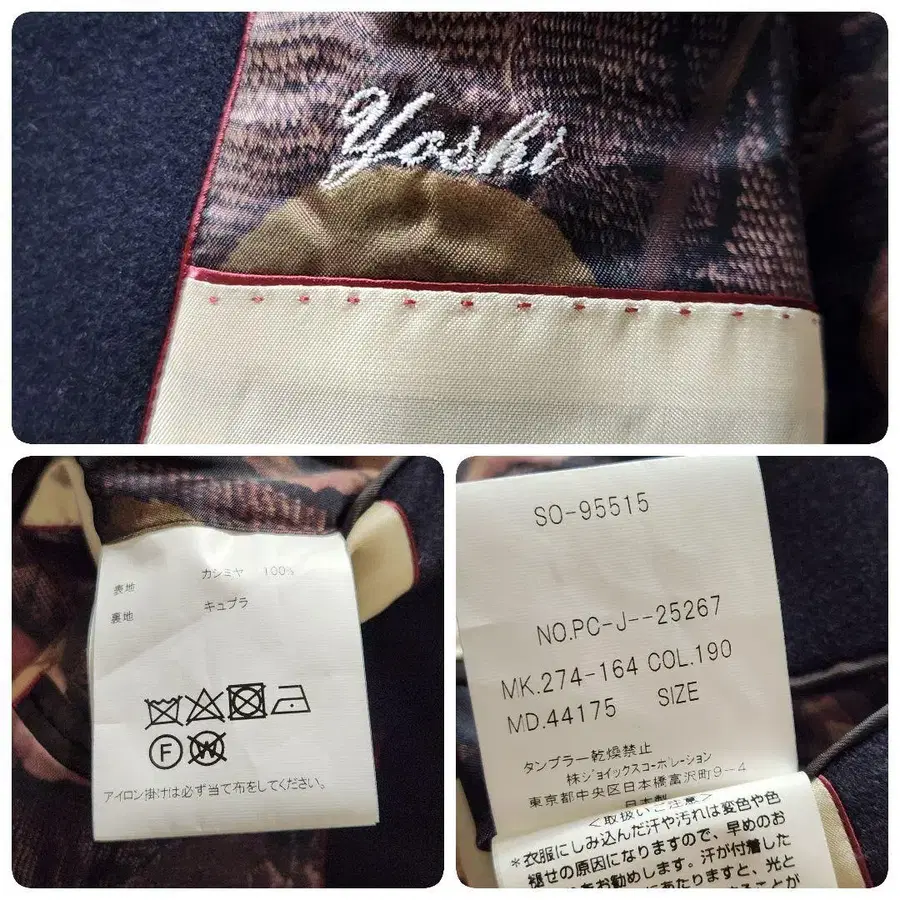 Yoshi
表地 カシミヤ 100%
裏地 キュプラ
F W
アイロン掛けは必ず当て布をしてください。
SO-95515
NO.PC-J--25267
MK.274-164 COL.190
MD.44175 SIZE
タンブラー乾燥禁止
株ジョイックスコーポレーション
東京都中央区日本橋富沢町9-4
日本製
<取扱いご注意>
*衣服にしみ込んだ汗や汚れは変色や色
褪せの原因になりますので、早めのお
をお勧めします。汗が付着した
にあたりますと、光と
することが